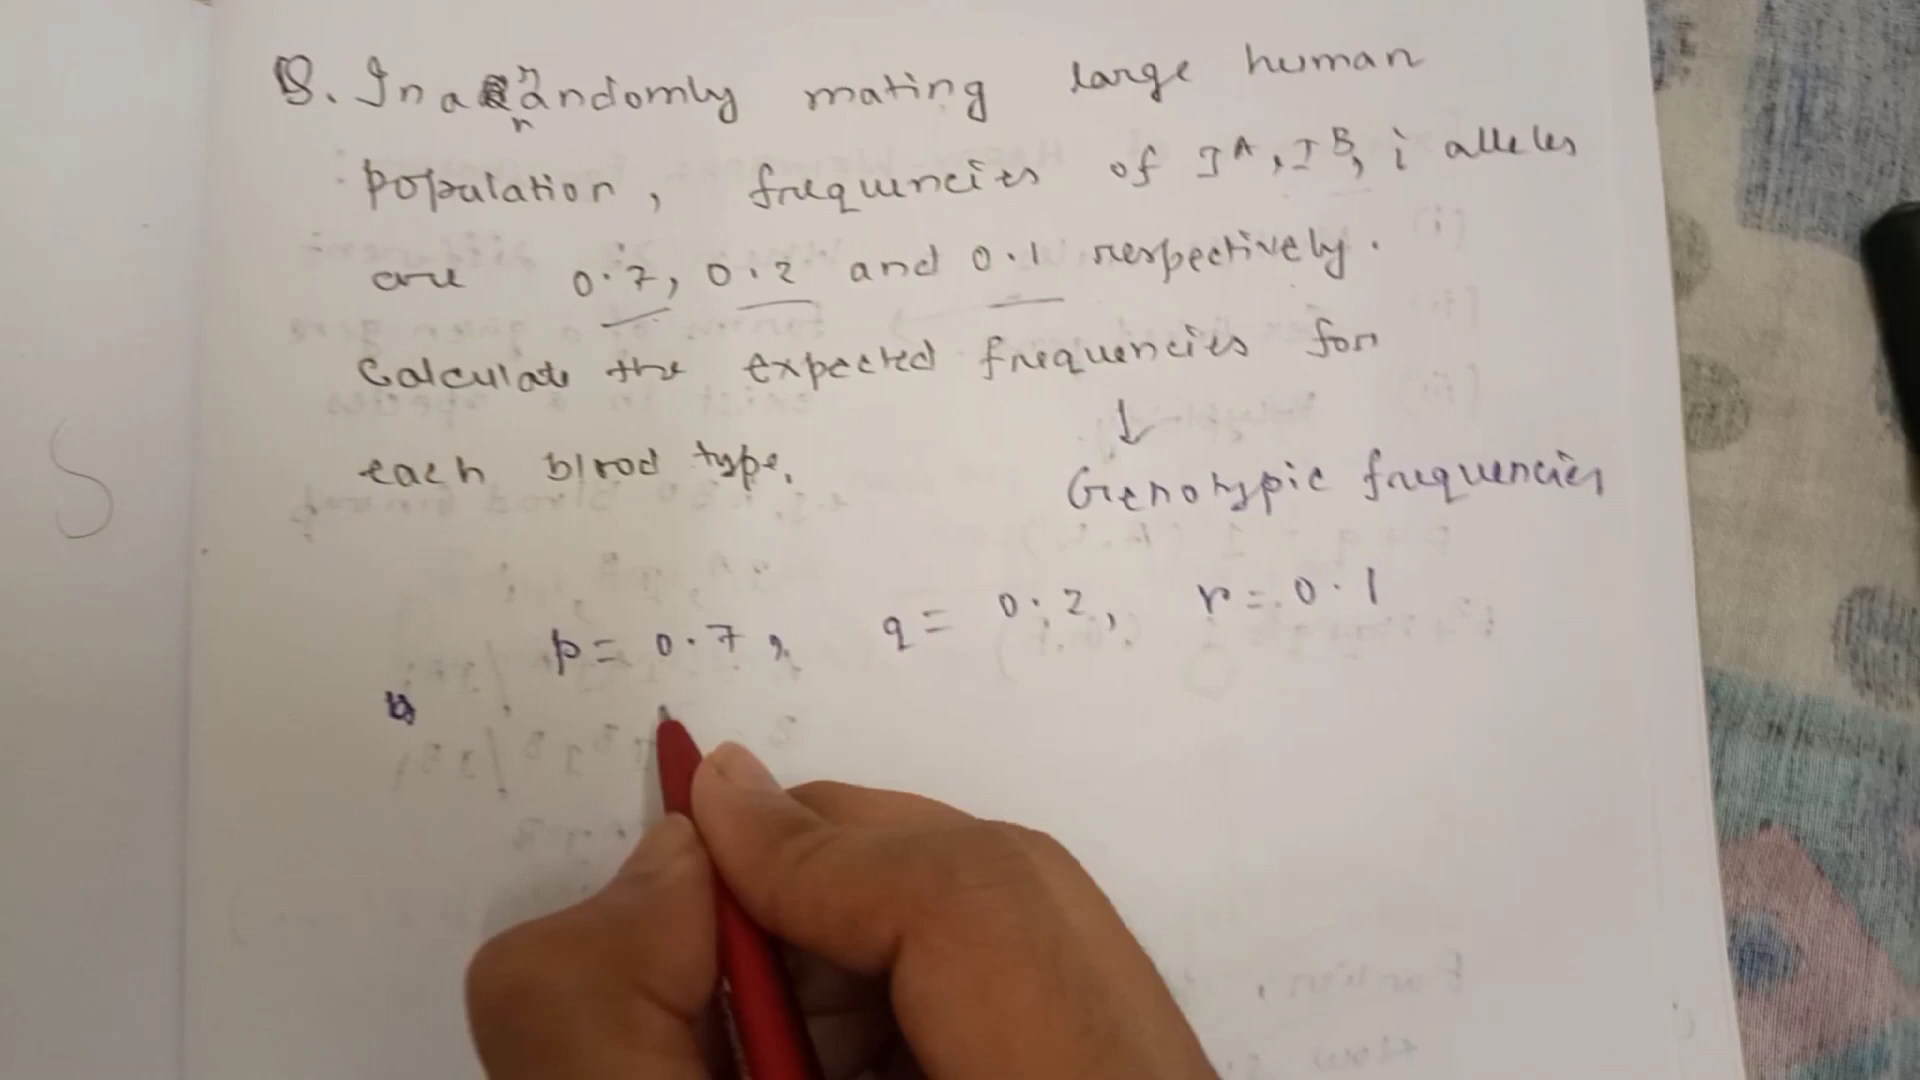 Q. In a randomly mating large human
population, frequencies of I^A, I^B, i alleles
are 0.7, 0.2 and 0.1 respectively.
Calculate the expected frequencies for
↓
each blood type.
Genotypic frequencies
p = 0.7, q = 0.2, r = 0.1